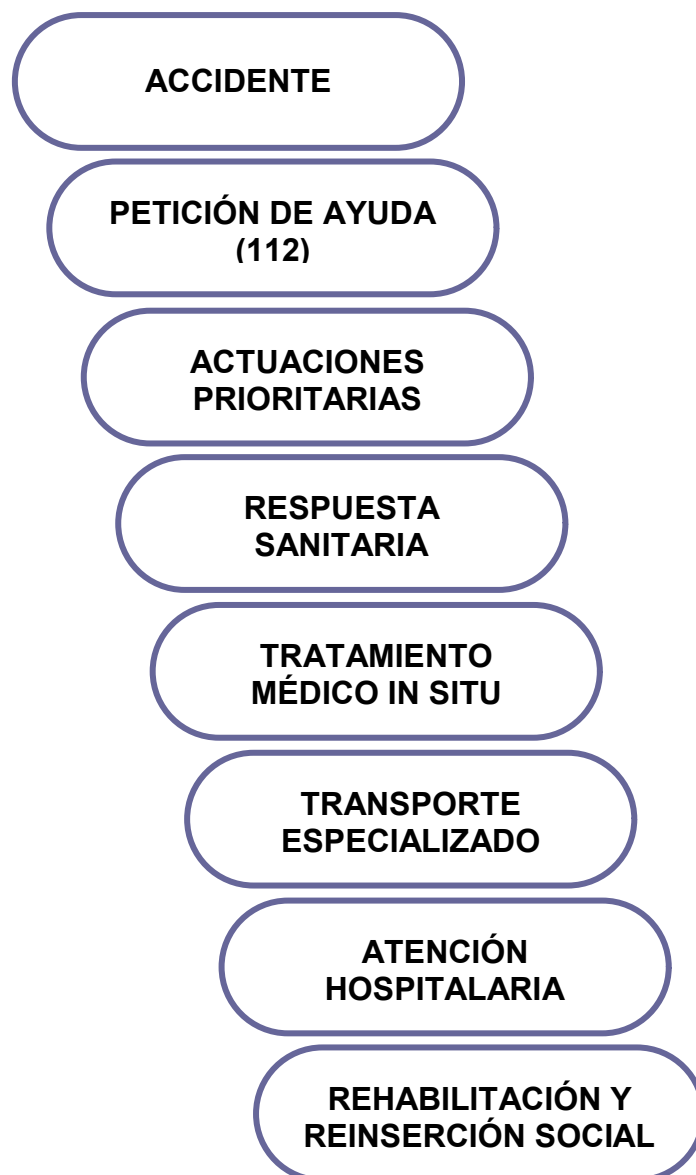 ACCIDENTE
PETICIÓN DE AYUDA
(112)
ACTUACIONES
PRIORITARIAS
RESPUESTA
SANITARIA
TRATAMIENTO
MÉDICO IN SITU
TRANSPORTE
ESPECIALIZADO
ATENCIÓN
HOSPITALARIA
REHABILITACIÓN Y
REINSERCIÓN SOCIAL